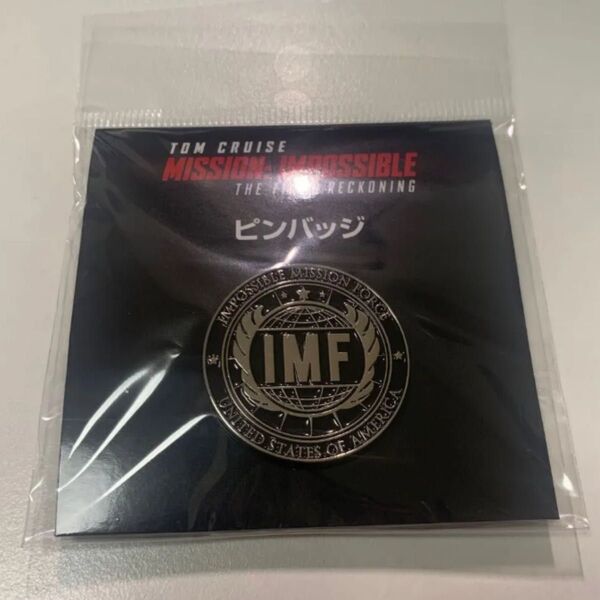 TOM CRUISE
MISSION: IMPOSSIBLE
THE FINAL RECKONING
ピンバッジ
IMPOSSIBLE MISSION FORCE
IMF
UNITED STATES OF AMERICA